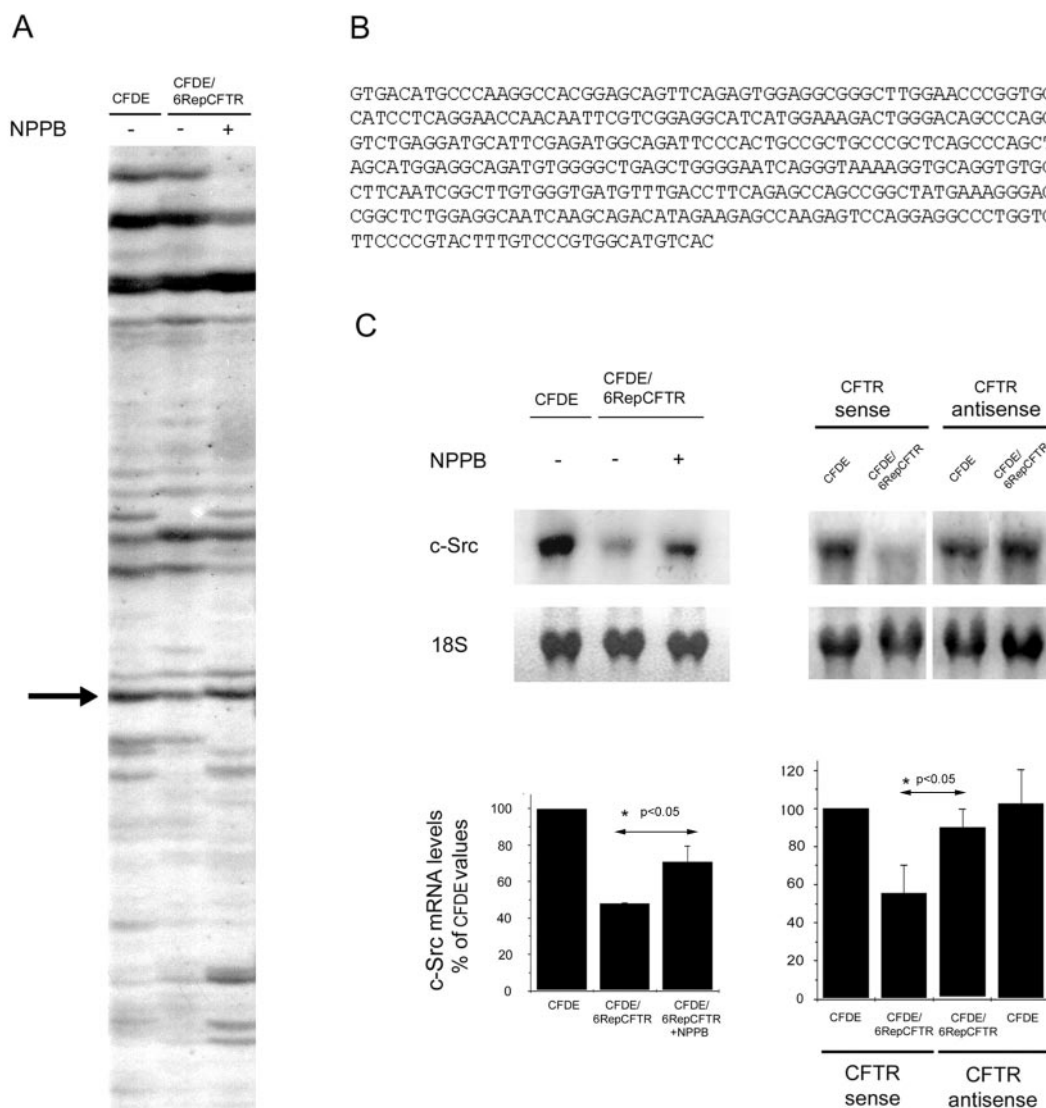 A
CFDE
CFDE/
6RepCFTR
NPPB - - +
B
GTGACATGCCCAAGGCCACGGAGCAGTTCAGAGTGGAGGCGGGCTTGGAACCCGGTG
CATCCTCAGGAACCAACAATTCGTCGGAGGCATCATGGAAAGACTGGGACAGCCCAG
GTCTGAGGATGCATTCGAGATGGCAGATTCCCACTGCCGCTGCCCGCTCAGCCCAGCT
AGCATGGAGGCAGATGTGGGGCTGAGCTGGGGAATCAGGGTAAAAGGTGCAGGTGTG
CTTCAATCGGCTTGTGGGTGATGTTTGACCTTCAGAGCCAGCCGGCTATGAAAGGGA
CGGCTCTGGAGGCAATCAAGCAGACATAGAAGAGCCAAGAGTCCAGGAGGCCCTGGT
TTCCCCGTACTTTGTCCCGTGGCATGTCAC
C
CFDE
CFDE/
6RepCFTR
NPPB - - +
c-Src
18S
CFTR
sense
CFTR
antisense
CFDE
CFDE/
6RepCFTR
CFDE
CFDE/
6RepCFTR
c-Src mRNA levels
% of CFDE values
100
80
60
40
20
0
* p<0.05
CFDE
CFDE/
6RepCFTR
CFDE/
6RepCFTR
+NPPB
120
100
80
60
40
20
0
* p<0.05
CFDE
CFDE/
6RepCFTR
CFDE/
6RepCFTR
CFDE
CFTR
sense
CFTR
antisense